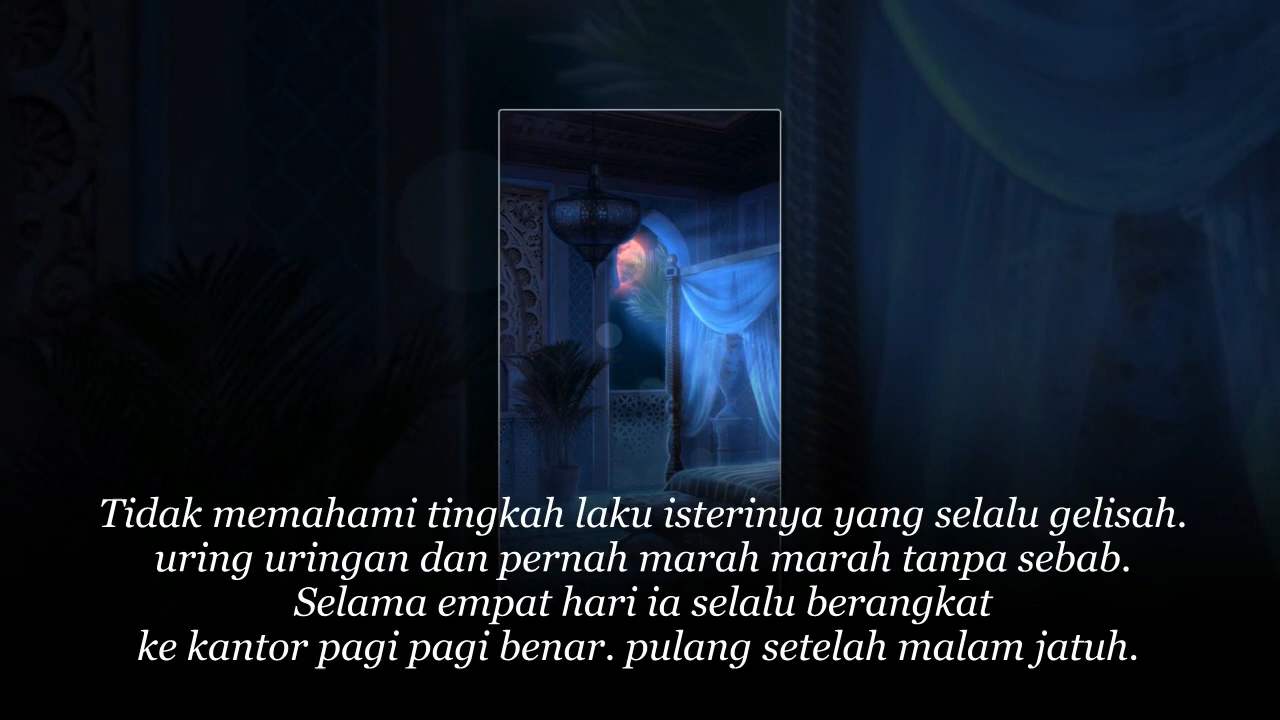 Tidak memahami tingkah laku isterinya yang selalu gelisah.
uring uringan dan pernah marah marah tanpa sebab.
Selama empat hari ia selalu berangkat
ke kantor pagi pagi benar. pulang setelah malam jatuh.